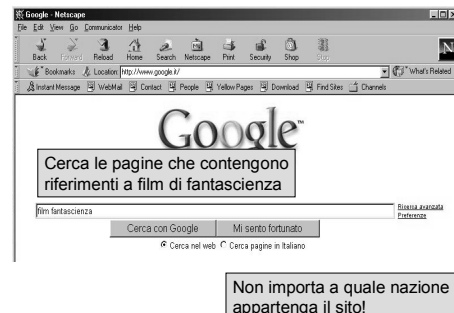 Google - Netscape
File Edit View Go Communicator Help
Back Forward Reload Home Search Netscape Print Security Shop Stop
Bookmarks Location: http://www.google.it/ What's Related
Instant Message WebMail Contact People Yellow Pages Download Find Sites Channels
Google™
Cerca le pagine che contengono
riferimenti a film di fantascienza
film fantascienza
Ricerca avanzata
Preferenze
Cerca con Google Mi sento fortunato
Cerca nel web Cerca pagine in Italiano
Non importa a quale nazione
appartenga il sito!